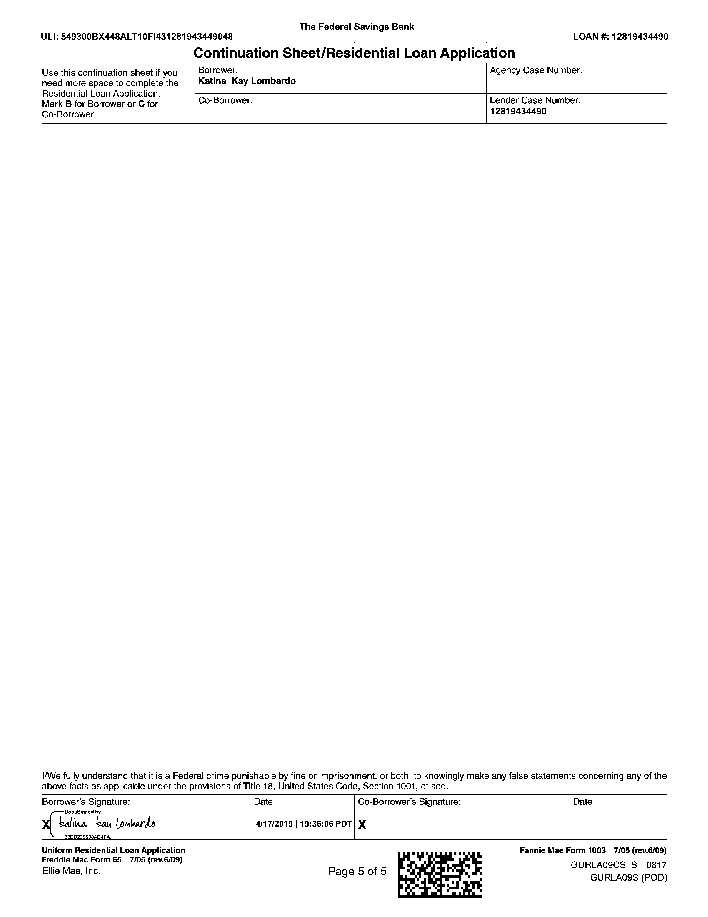 The Federal Savings Bank
ULI: 549300BX448ALT10FI431281943449048
LOAN #: 12819434490
Continuation Sheet/Residential Loan Application
Use this continuation sheet if you
need more space to complete the
Residential Loan Application.
Mark B for Borrower or C for
Co-Borrower.
Borrower:
Katina Kay Lombardo
Agency Case Number:
Co-Borrower:
Lender Case Number:
12819434490
I/We fully understand that it is a Federal crime punishable by fine or imprisonment, or both, to knowingly make any false statements concerning any of the
above facts as applicable under the provisions of Title 18, United States Code, Section 1001, et seq.
Borrower's Signature:
Date
Co-Borrower's Signature:
Date
X
DocuSigned by:
katina kay Lombardo
4/17/2019 | 19:36:06 PDT
X
Uniform Residential Loan Application
Freddie Mac Form 65 7/05 (rev.6/09)
Ellie Mae, Inc.
Page 5 of 5
Fannie Mae Form 1003 7/05 (rev.6/09)
GURLA09CS_S 0817
GURLA09S (POD)